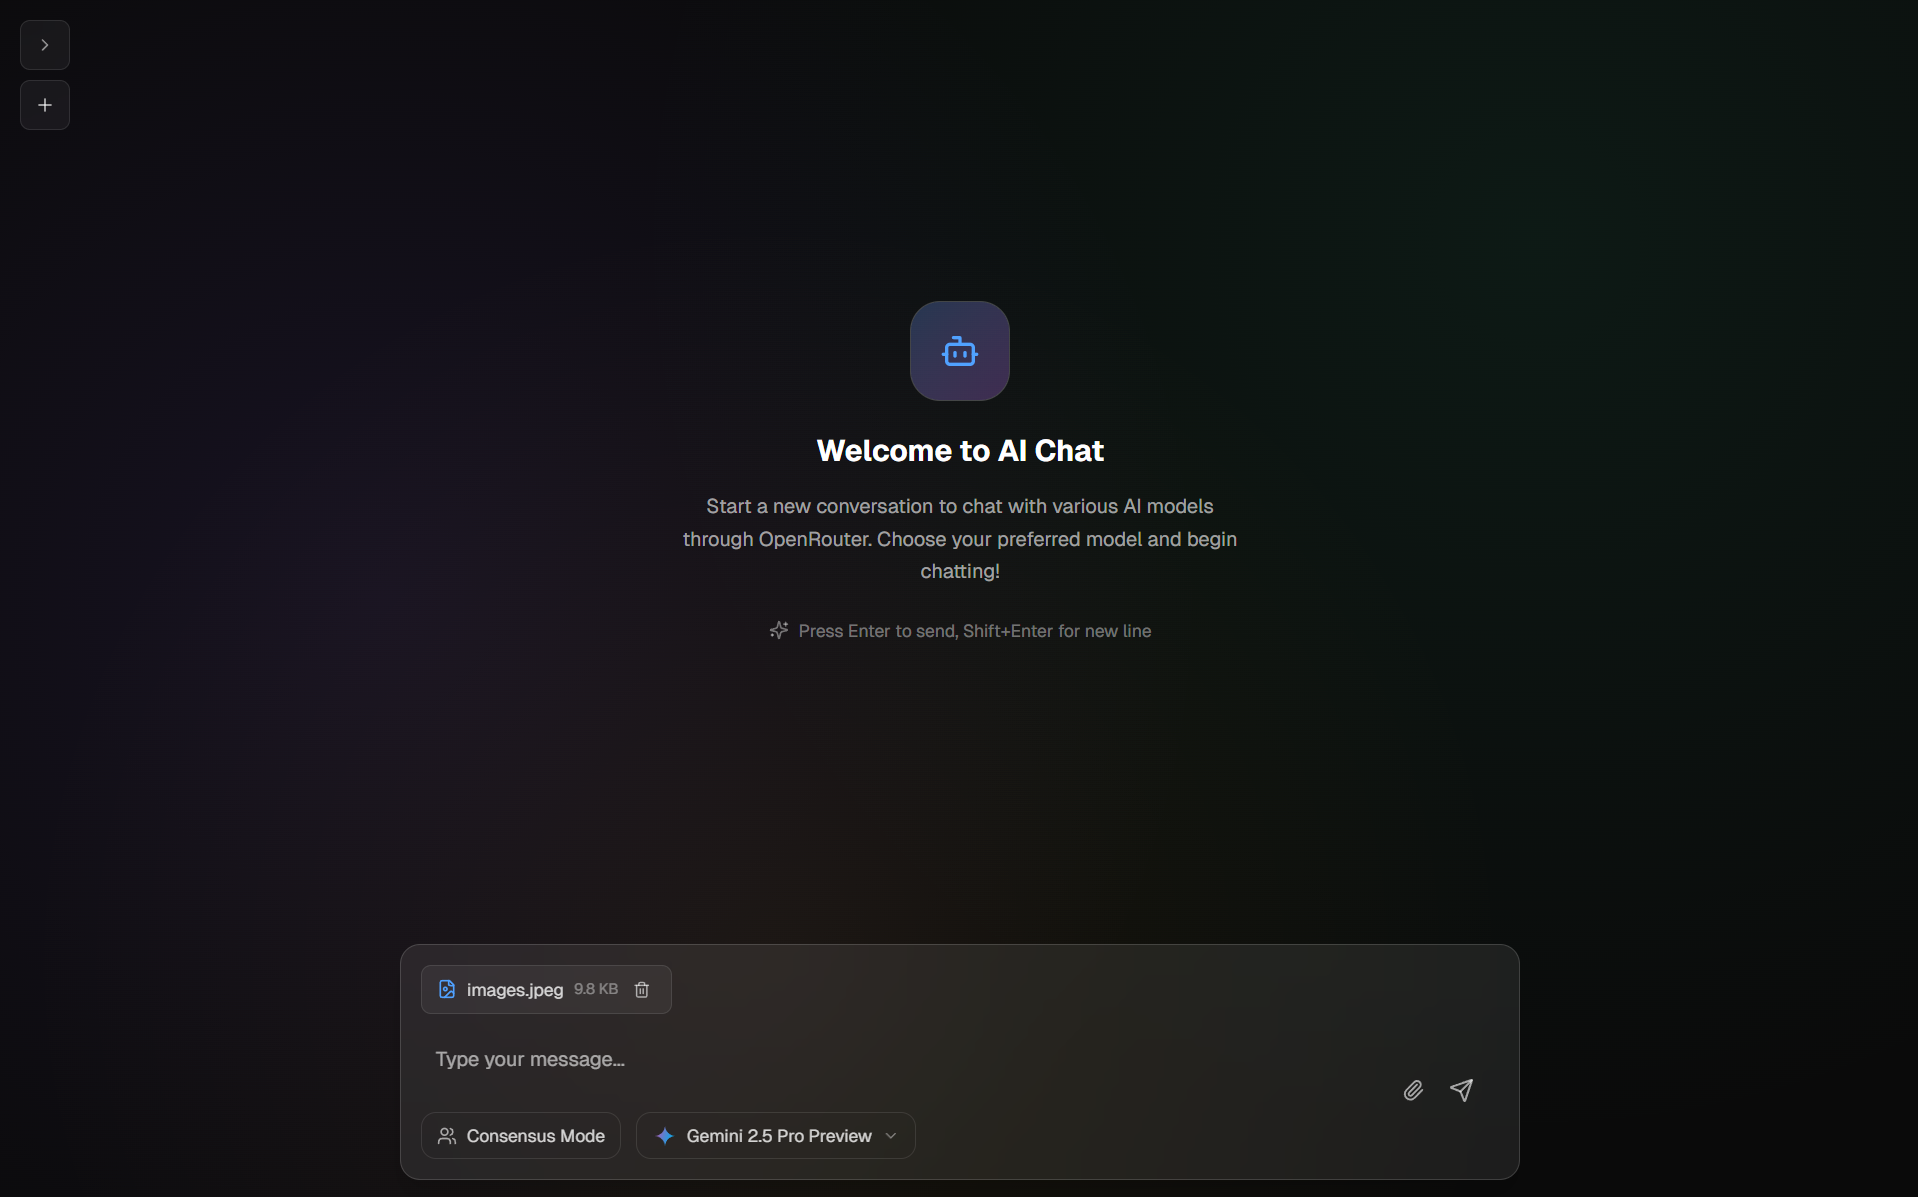 Welcome to AI Chat
Start a new conversation to chat with various AI models
through OpenRouter. Choose your preferred model and begin
chatting!
Press Enter to send, Shift+Enter for new line
images.jpeg 9.8 KB
Type your message...
Consensus Mode
Gemini 2.5 Pro Preview